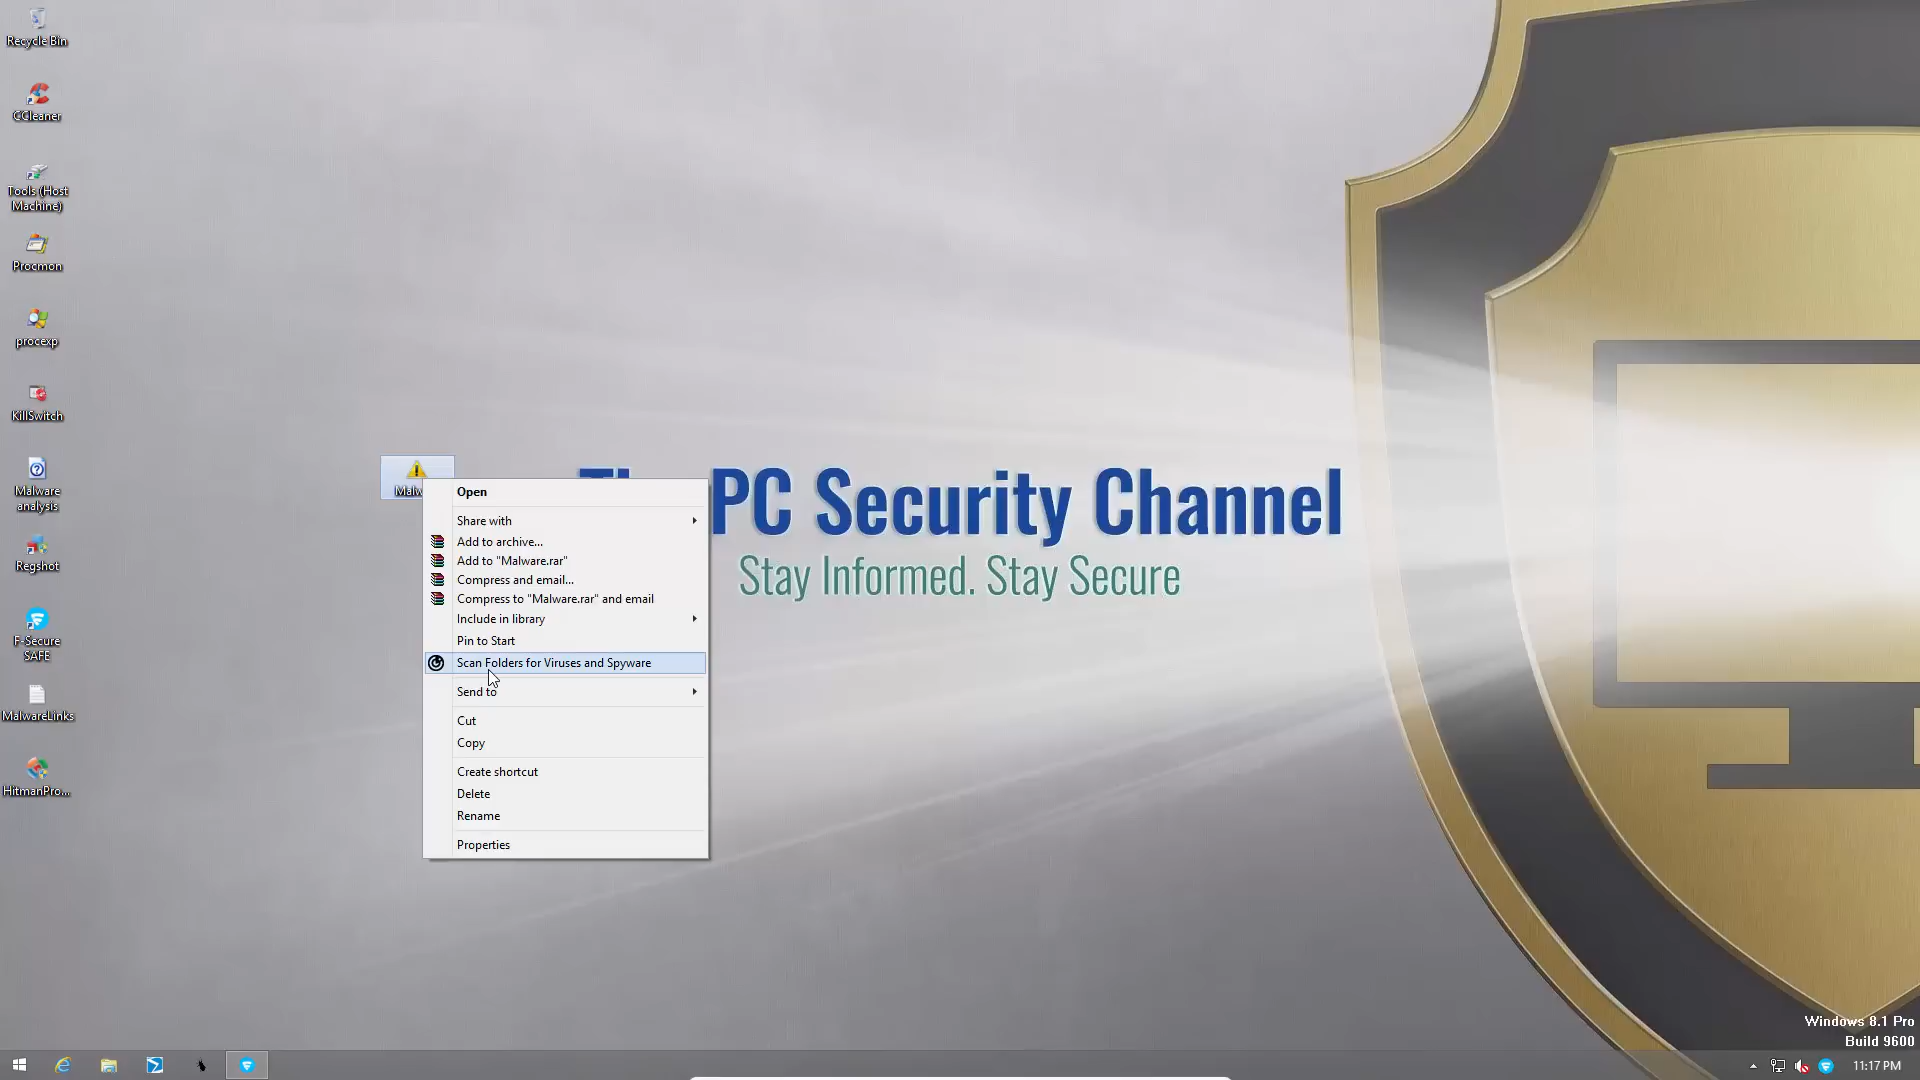 Recycle Bin
CCleaner
Tools (Host
Machine)
Procmon
procexp
KillSwitch
Malware
analysis
Regshot
F-Secure
SAFE
MalwareLinks
HitmanPro...
Malw
Open
Share with
Add to archive...
Add to "Malware.rar"
Compress and email...
Compress to "Malware.rar" and email
Include in library
Pin to Start
Scan Folders for Viruses and Spyware
Send to
Cut
Copy
Create shortcut
Delete
Rename
Properties
PC Security Channel
Stay Informed. Stay Secure
Windows 8.1 Pro
Build 9600
11:17 PM